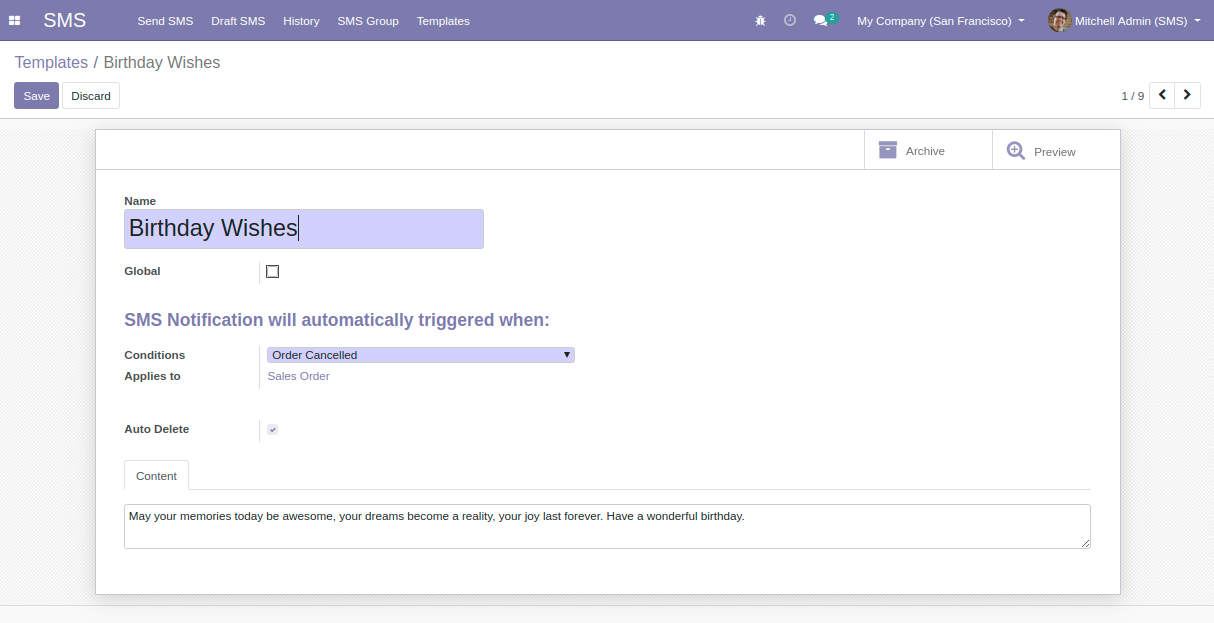 SMS Send SMS Draft SMS History SMS Group Templates 2 My Company (San Francisco) Mitchell Admin (SMS)
Templates / Birthday Wishes
Save Discard 1 / 9
Archive Preview
Name
Birthday Wishes
Global
SMS Notification will automatically triggered when:
Conditions Order Cancelled
Applies to Sales Order
Auto Delete
Content
May your memories today be awesome, your dreams become a reality, your joy last forever. Have a wonderful birthday.